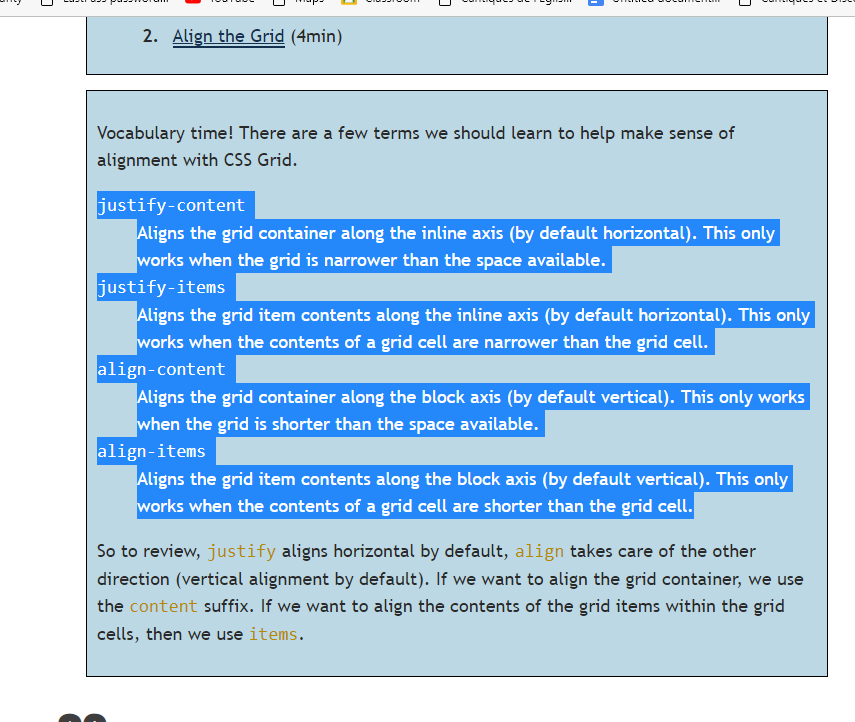 YouTube Maps Classroom
2. Align the Grid (4min)
Vocabulary time! There are a few terms we should learn to help make sense of
alignment with CSS Grid.
justify-content
Aligns the grid container along the inline axis (by default horizontal). This only
works when the grid is narrower than the space available.
justify-items
Aligns the grid item contents along the inline axis (by default horizontal). This only
works when the contents of a grid cell are narrower than the grid cell.
align-content
Aligns the grid container along the block axis (by default vertical). This only works
when the grid is shorter than the space available.
align-items
Aligns the grid item contents along the block axis (by default vertical). This only
works when the contents of a grid cell are shorter than the grid cell.
So to review, justify aligns horizontal by default, align takes care of the other
direction (vertical alignment by default). If we want to align the grid container, we use
the content suffix. If we want to align the contents of the grid items within the grid
cells, then we use items.